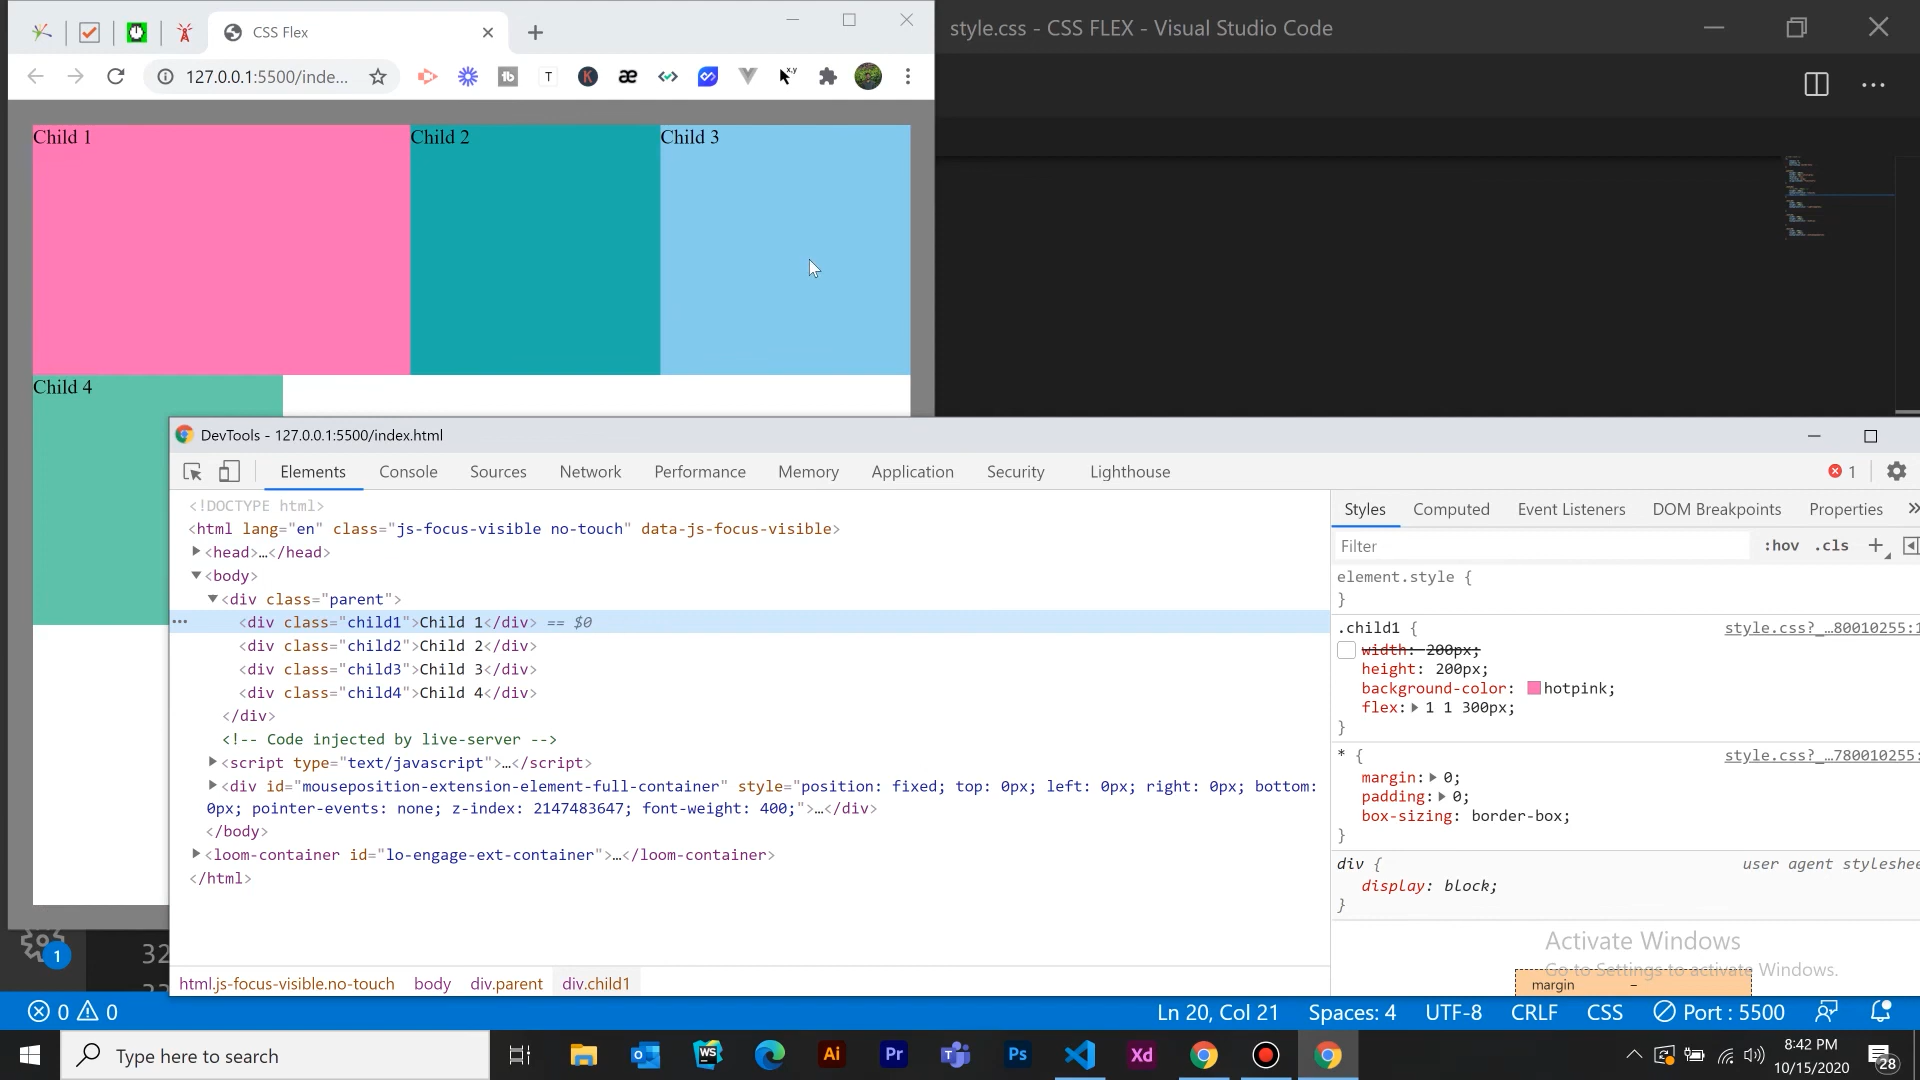 CSS Flex
style.css - CSS FLEX - Visual Studio Code
127.0.0.1:5500/inde...
Child 1
Child 2
Child 3
Child 4
DevTools - 127.0.0.1:5500/index.html
Elements Console Sources Network Performance Memory Application Security Lighthouse 1
<!DOCTYPE html>
<html lang="en" class="js-focus-visible no-touch" data-js-focus-visible>
<head>…</head>
<body>
<div class="parent">
<div class="child1">Child 1</div> == $0
<div class="child2">Child 2</div>
<div class="child3">Child 3</div>
<div class="child4">Child 4</div>
</div>
<!-- Code injected by live-server -->
<script type="text/javascript">…</script>
<div id="mouseposition-extension-element-full-container" style="position: fixed; top: 0px; left: 0px; right: 0px; bottom:
0px; pointer-events: none; z-index: 2147483647; font-weight: 400;">…</div>
</body>
<loom-container id="lo-engage-ext-container">…</loom-container>
</html>
html.js-focus-visible.no-touch body div.parent div.child1
Styles Computed Event Listeners DOM Breakpoints Properties
Filter :hov .cls
element.style {
}
.child1 { style.css?_…80010255:1
width: 200px;
height: 200px;
background-color: hotpink;
flex: 1 1 300px;
}
* { style.css?_…780010255:
margin: 0;
padding: 0;
box-sizing: border-box;
}
div { user agent styleshee
display: block;
}
Activate Windows
Go to Settings to activate Windows.
margin –
1
32
0 0
Ln 20, Col 21 Spaces: 4 UTF-8 CRLF CSS Port : 5500
Type here to search
8:42 PM
10/15/2020
28